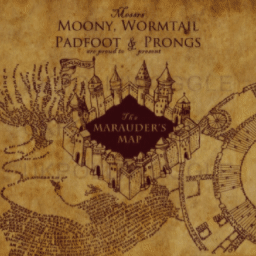 Messrs
MOONY, WORMTAIL
PADFOOT & PRONGS
are proud to present
The
MARAUDER'S
MAP